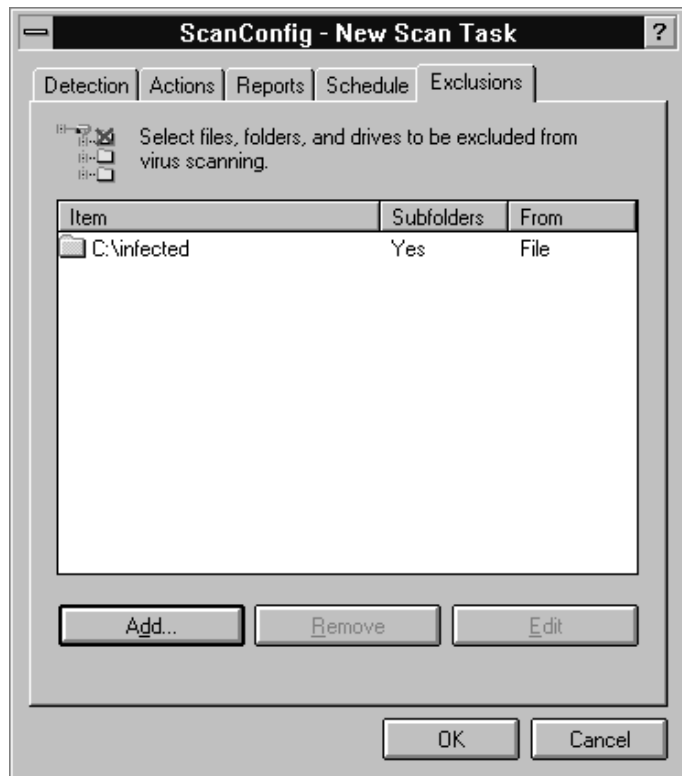 ScanConfig - New Scan Task ?
Detection Actions Reports Schedule Exclusions
Select files, folders, and drives to be excluded from
virus scanning.
Item Subfolders From
C:\infected Yes File
Add... Remove Edit
OK Cancel